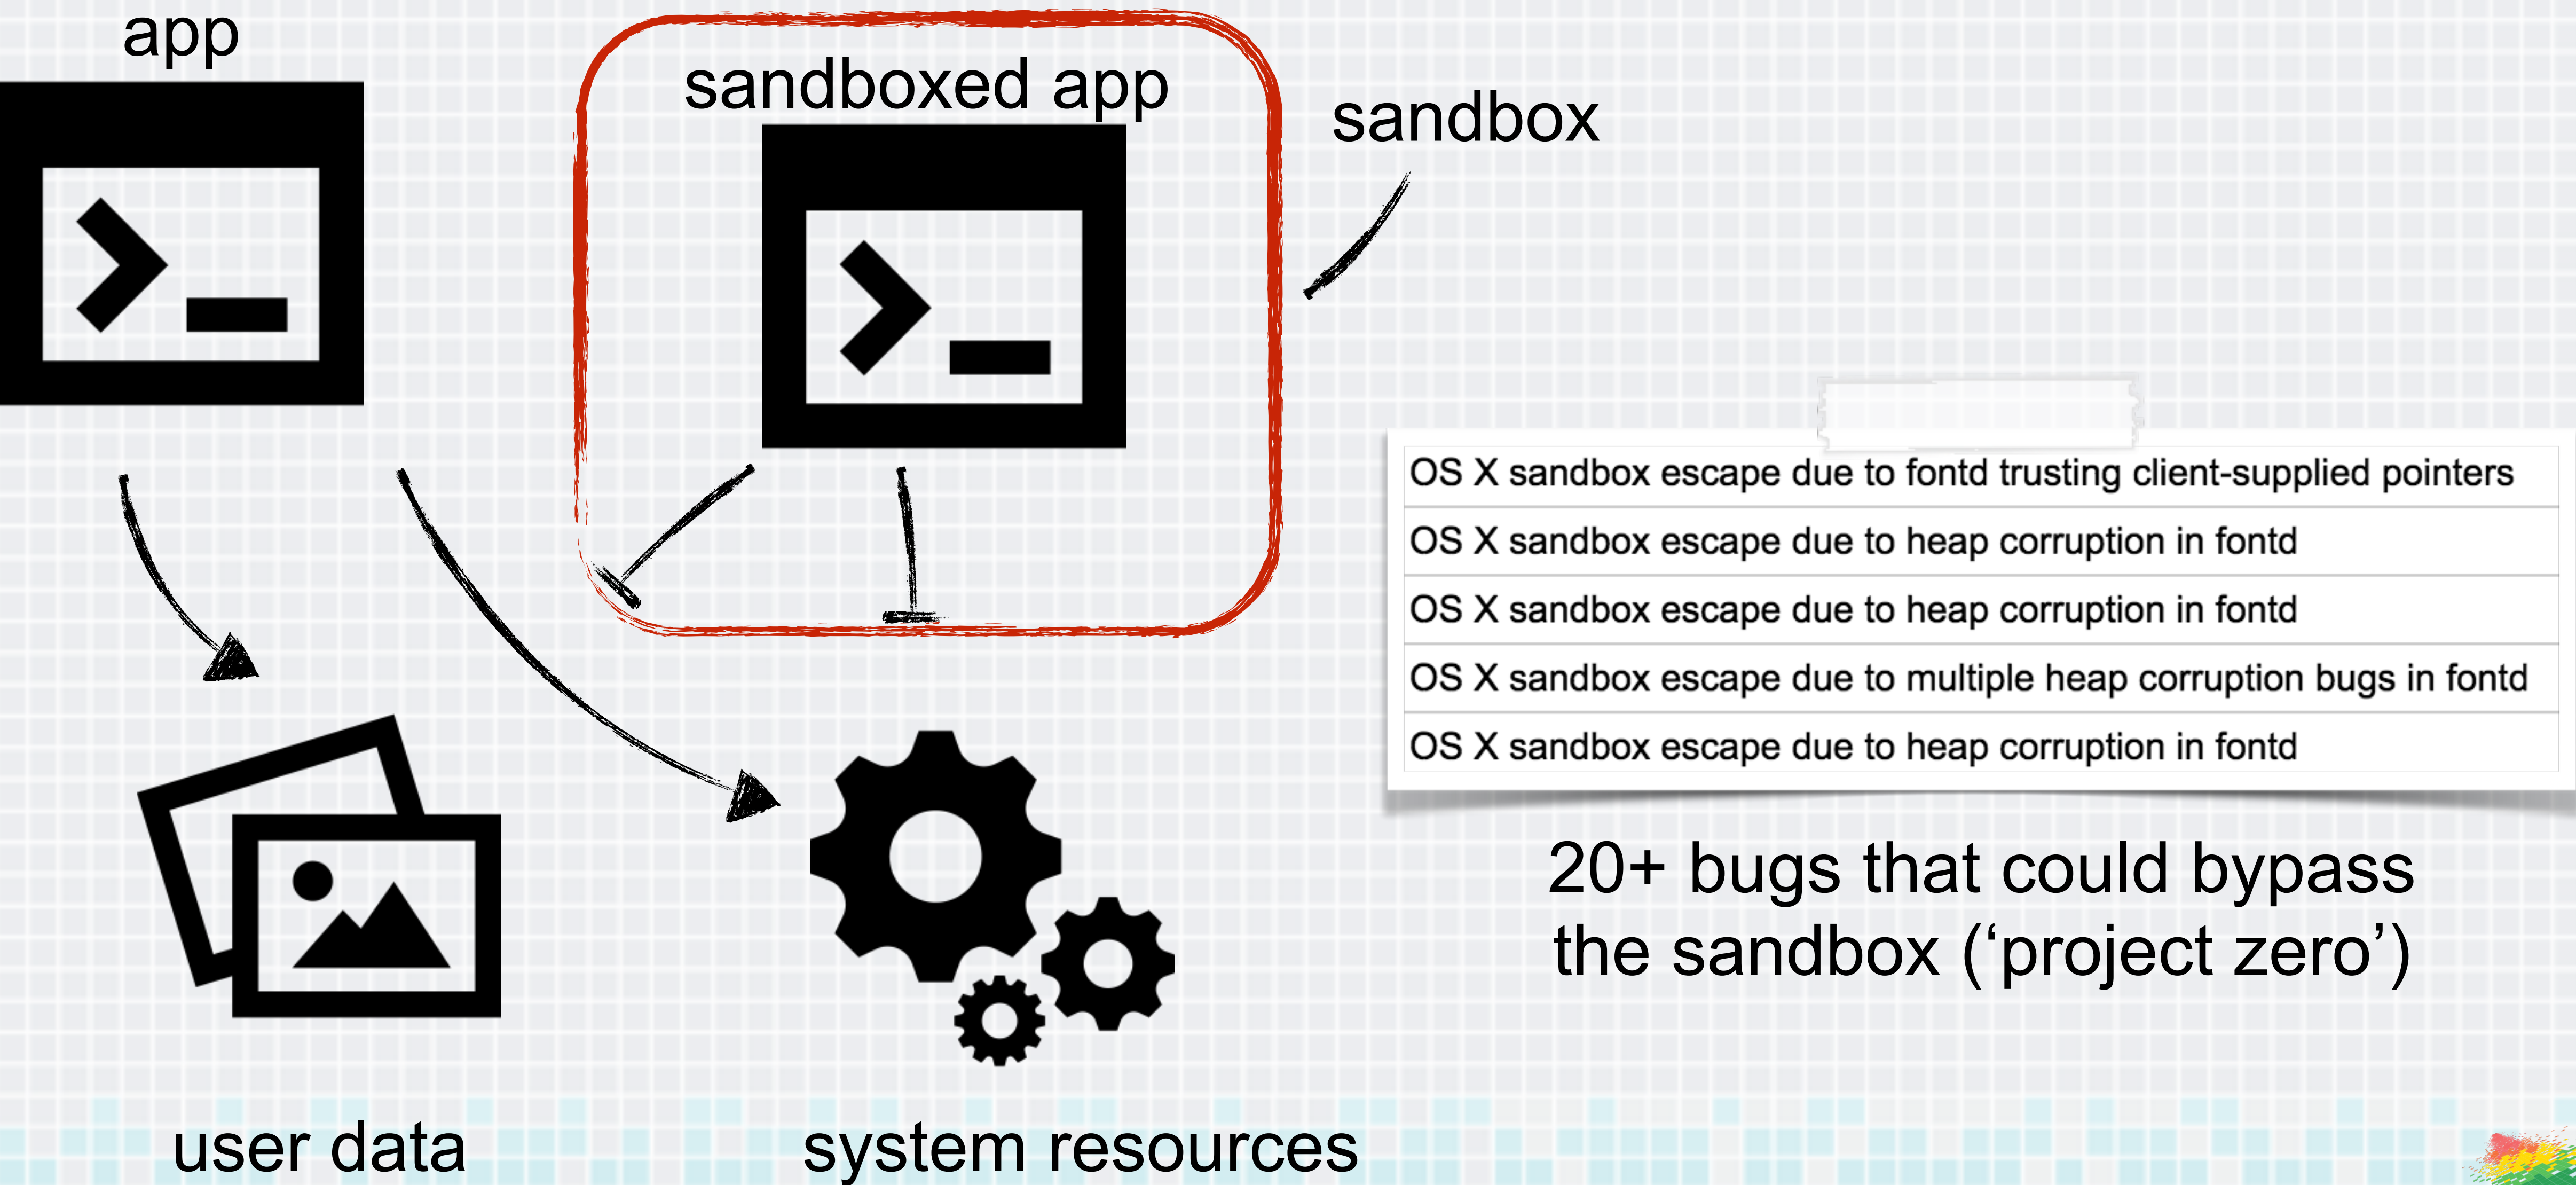 app
sandboxed app
sandbox
OS X sandbox escape due to fontd trusting client-supplied pointers
OS X sandbox escape due to heap corruption in fontd
OS X sandbox escape due to heap corruption in fontd
OS X sandbox escape due to multiple heap corruption bugs in fontd
OS X sandbox escape due to heap corruption in fontd
20+ bugs that could bypass
the sandbox (‘project zero’)
user data
system resources